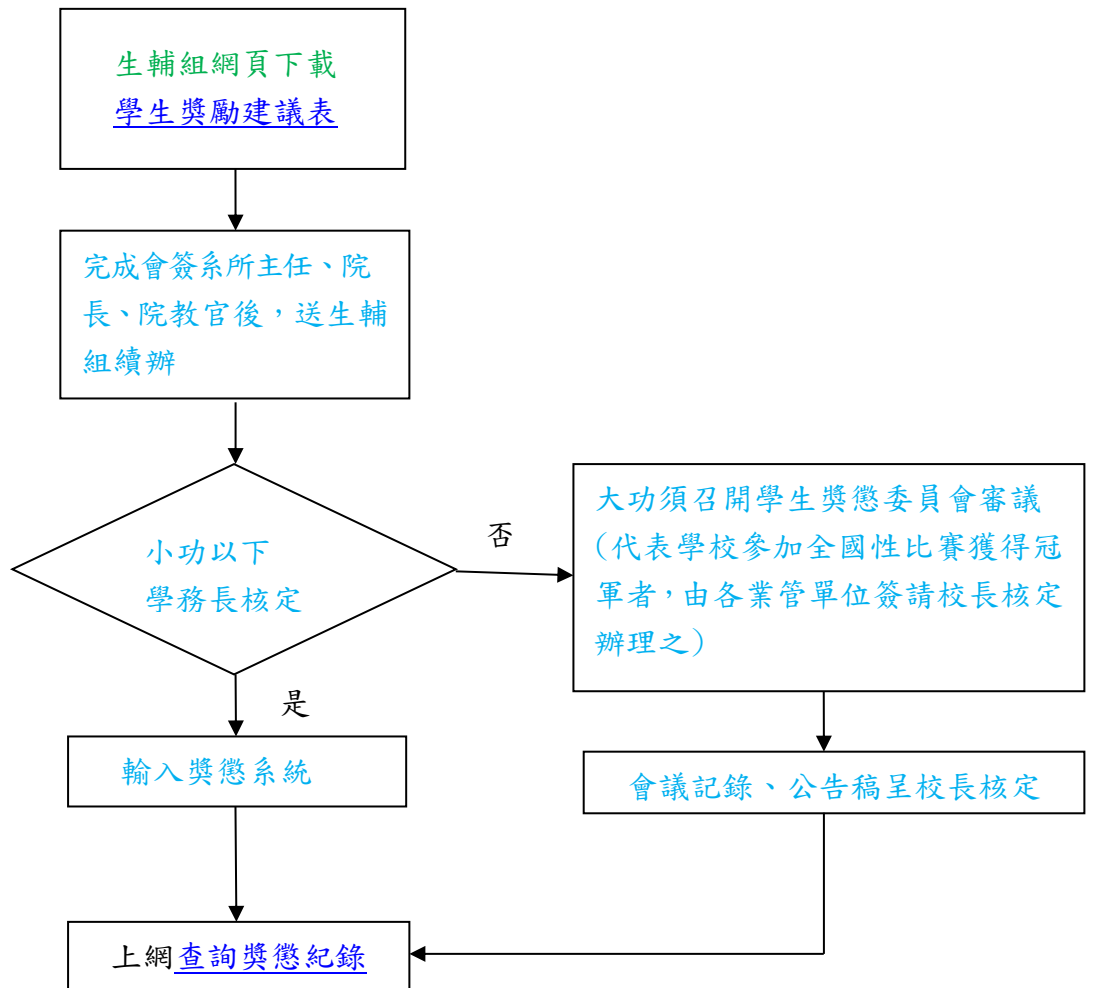 生輔組網頁下載
學生獎勵建議表
完成會簽系所主任、院
長、院教官後，送生輔
組續辦
小功以下
學務長核定
否
大功須召開學生獎懲委員會審議
(代表學校參加全國性比賽獲得冠
軍者，由各業管單位簽請校長核定
辦理之)
是
輸入獎懲系統
會議記錄、公告稿呈校長核定
上網查詢獎懲紀錄